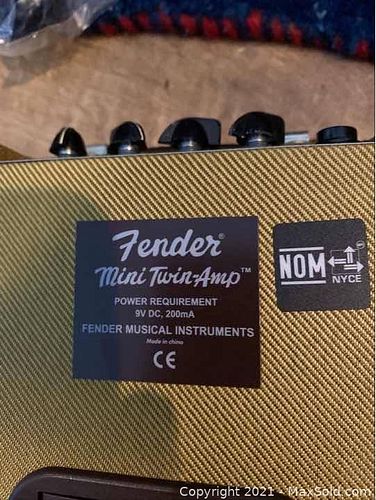 Fender®
Mini Twin-Amp™
POWER REQUIREMENT
9V DC, 200mA
FENDER MUSICAL INSTRUMENTS
Made in china
CE
NOM
NYCE
Copyright 2021 - MaxSold.com